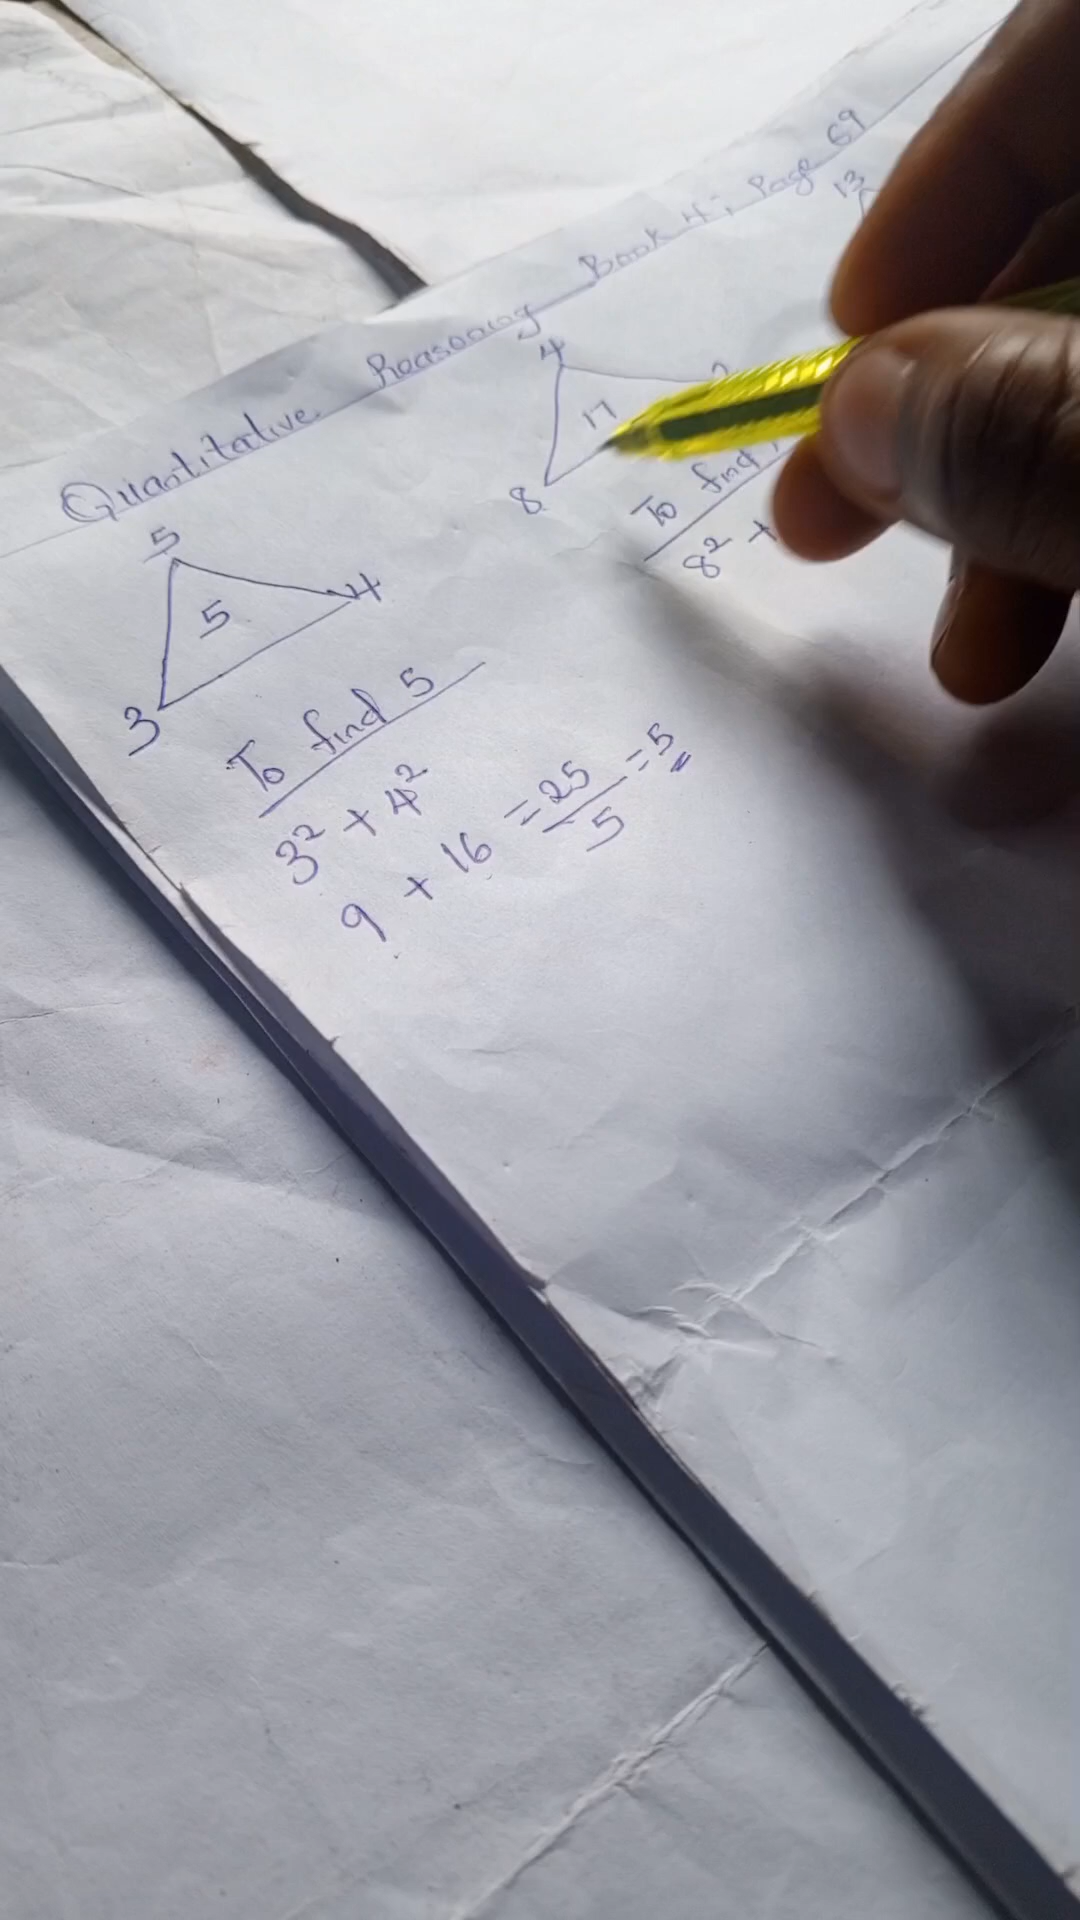 Quantitative Reasoning Book 4; Page 69
5
5
4
3
To find 5
3² + 4²
9 + 16 = 25/5 = 5
4
17
8
To find
8² +
13